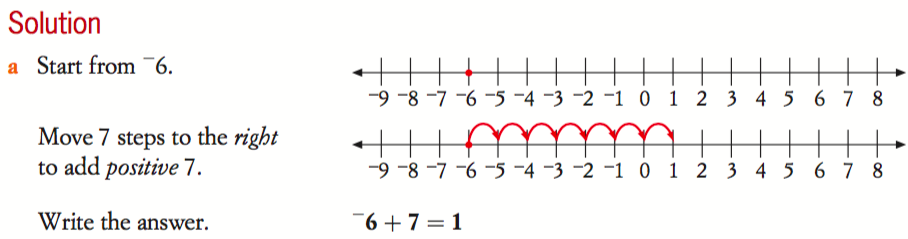 Solution
a Start from ⁻6.
⁻9 ⁻8 ⁻7 ⁻6 ⁻5 ⁻4 ⁻3 ⁻2 ⁻1 0 1 2 3 4 5 6 7 8
Move 7 steps to the right
to add positive 7.
⁻9 ⁻8 ⁻7 ⁻6 ⁻5 ⁻4 ⁻3 ⁻2 ⁻1 0 1 2 3 4 5 6 7 8
Write the answer. ⁻6 + 7 = 1